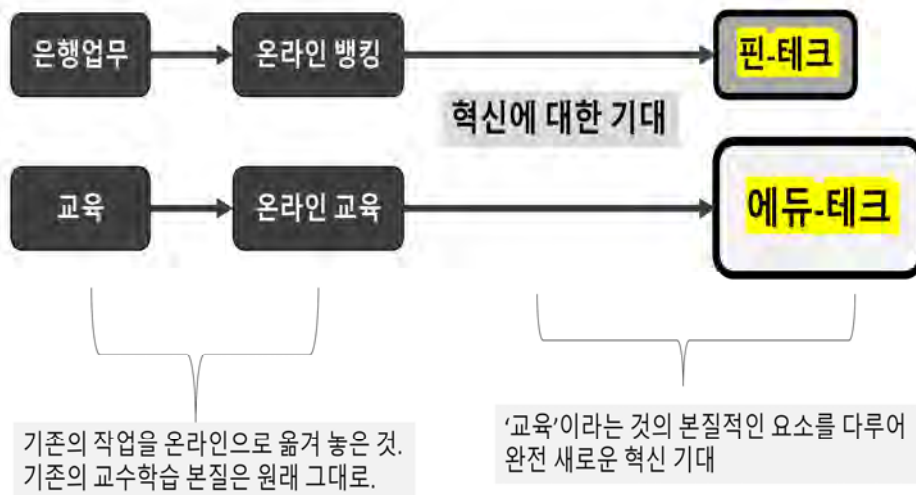 은행업무
온라인 뱅킹
핀-테크
혁신에 대한 기대
교육
온라인 교육
에듀-테크
기존의 작업을 온라인으로 옮겨 놓은 것.
기존의 교수학습 본질은 원래 그대로.
‘교육’이라는 것의 본질적인 요소를 다루어
완전 새로운 혁신 기대